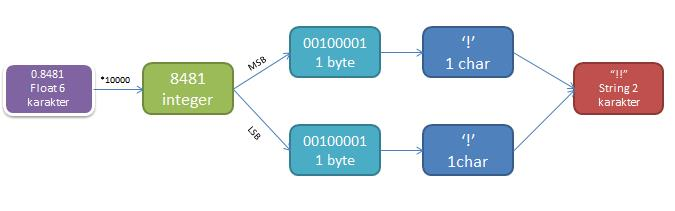 0.8481
Float 6
karakter
*10000
8481
integer
MSB
LSB
00100001
1 byte
00100001
1 byte
‘!’
1 char
‘!’
1char
“!!”
String 2
karakter